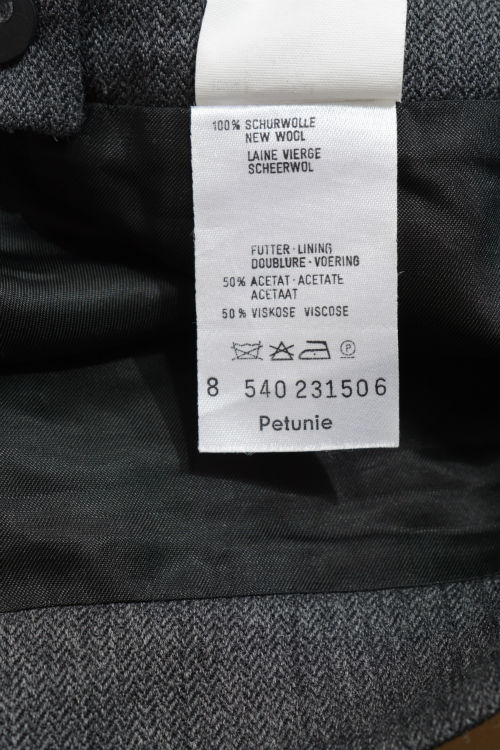 100% SCHURWOLLE
NEW WOOL
LAINE VIERGE
SCHEERWOL
FUTTER · LINING
DOUBLURE · VOERING
50% ACETAT · ACETATE
ACETAAT
50% VISKOSE VISCOSE
P
8 540 231506
Petunie